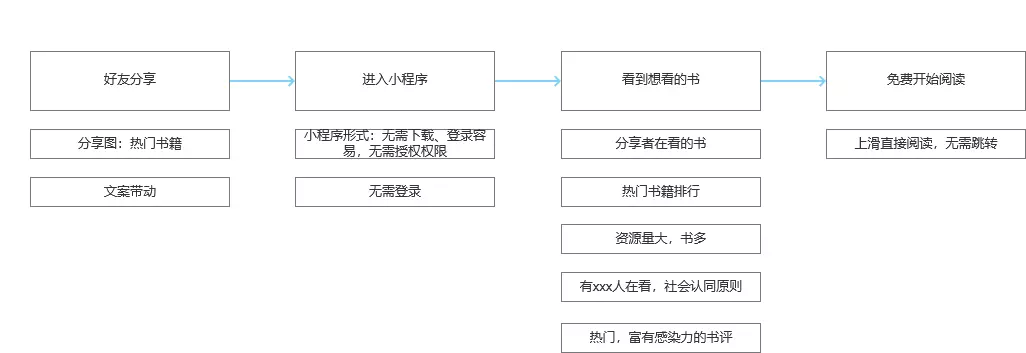 好友分享
进入小程序
看到想看的书
免费开始阅读
分享图：热门书籍
小程序形式：无需下载、登录容
易，无需授权权限
分享者在看的书
上滑直接阅读，无需跳转
文案带动
无需登录
热门书籍排行
资源量大，书多
有xxx人在看，社会认同原则
热门，富有感染力的书评